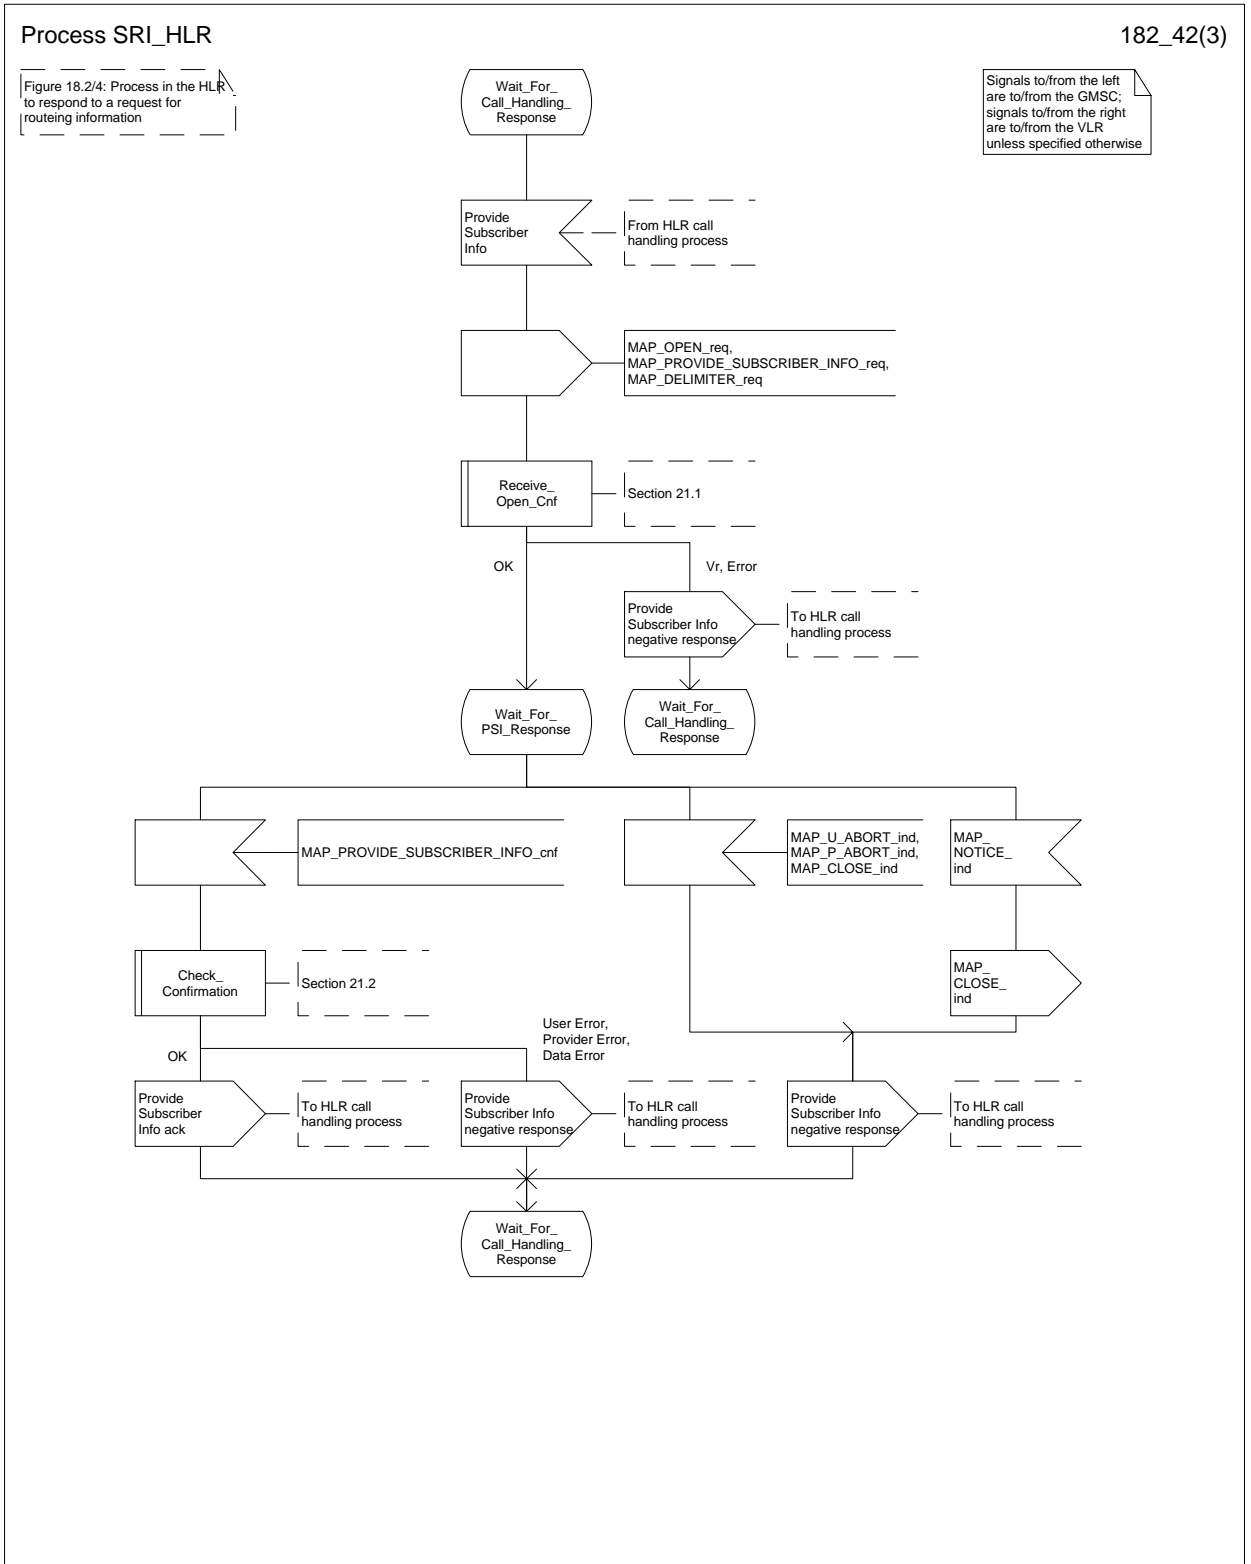 Process SRI_HLR
182_42(3)
Figure 18.2/4: Process in the HLR
to respond to a request for
routeing information
Signals to/from the left
are to/from the GMSC;
signals to/from the right
are to/from the VLR
unless specified otherwise
Wait_For_
Call_Handling_
Response
Provide
Subscriber
Info
From HLR call
handling process
MAP_OPEN_req,
MAP_PROVIDE_SUBSCRIBER_INFO_req,
MAP_DELIMITER_req
Receive_
Open_Cnf
Section 21.1
OK
Vr, Error
Provide
Subscriber Info
negative response
To HLR call
handling process
Wait_For_
PSI_Response
Wait_For_
Call_Handling_
Response
MAP_PROVIDE_SUBSCRIBER_INFO_cnf
MAP_U_ABORT_ind,
MAP_P_ABORT_ind,
MAP_CLOSE_ind
MAP_
NOTICE_
ind
Check_
Confirmation
Section 21.2
MAP_
CLOSE_
ind
OK
User Error,
Provider Error,
Data Error
Provide
Subscriber
Info ack
To HLR call
handling process
Provide
Subscriber Info
negative response
To HLR call
handling process
Provide
Subscriber Info
negative response
To HLR call
handling process
Wait_For_
Call_Handling_
Response